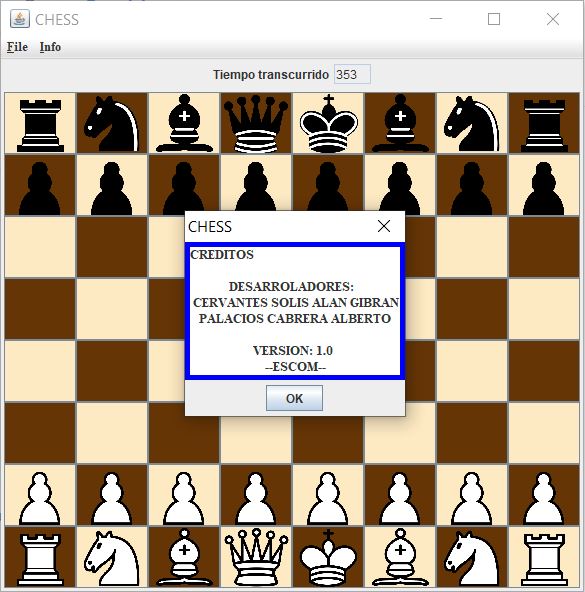 CHESS
File Info
Tiempo transcurrido 353
CHESS
CREDITOS
DESARROLADORES:
CERVANTES SOLIS ALAN GIBRAN
PALACIOS CABRERA ALBERTO
VERSION: 1.0
--ESCOM--
OK